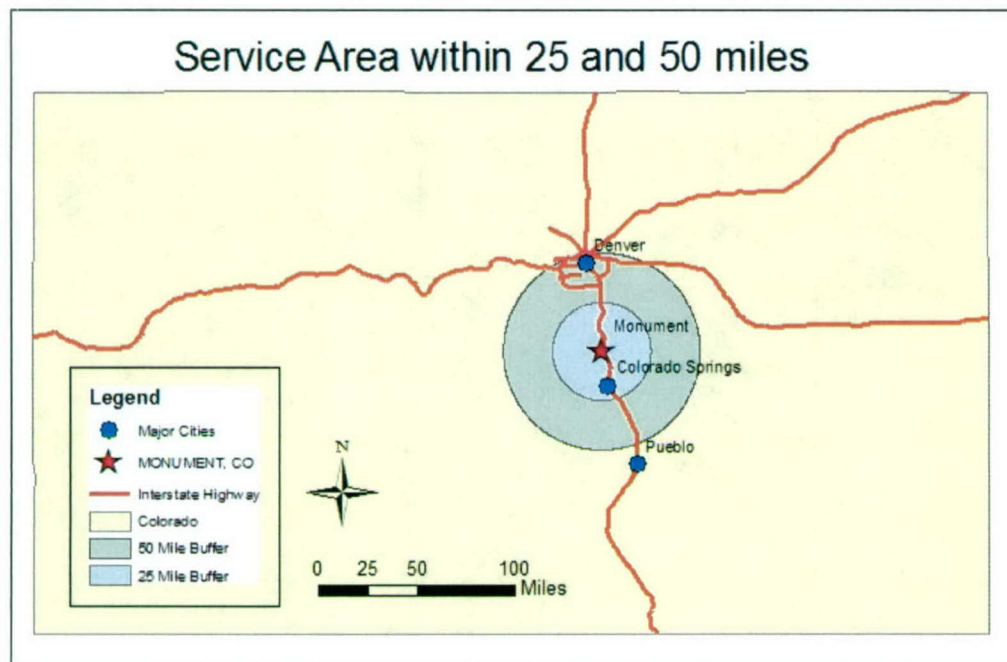 Service Area within 25 and 50 miles
Denver
Monument
Colorado Springs
Pueblo
Legend
Major Cities
MONUMENT, CO
Interstate Highway
Colorado
50 Mile Buffer
25 Mile Buffer
N
0 25 50 100
Miles